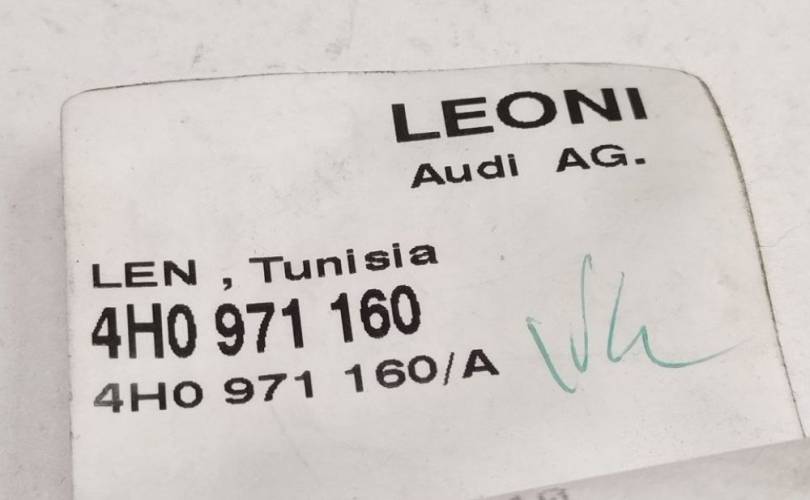 LEONI
Audi AG.
LEN , Tunisia
4H0 971 160
4H0 971 160/A